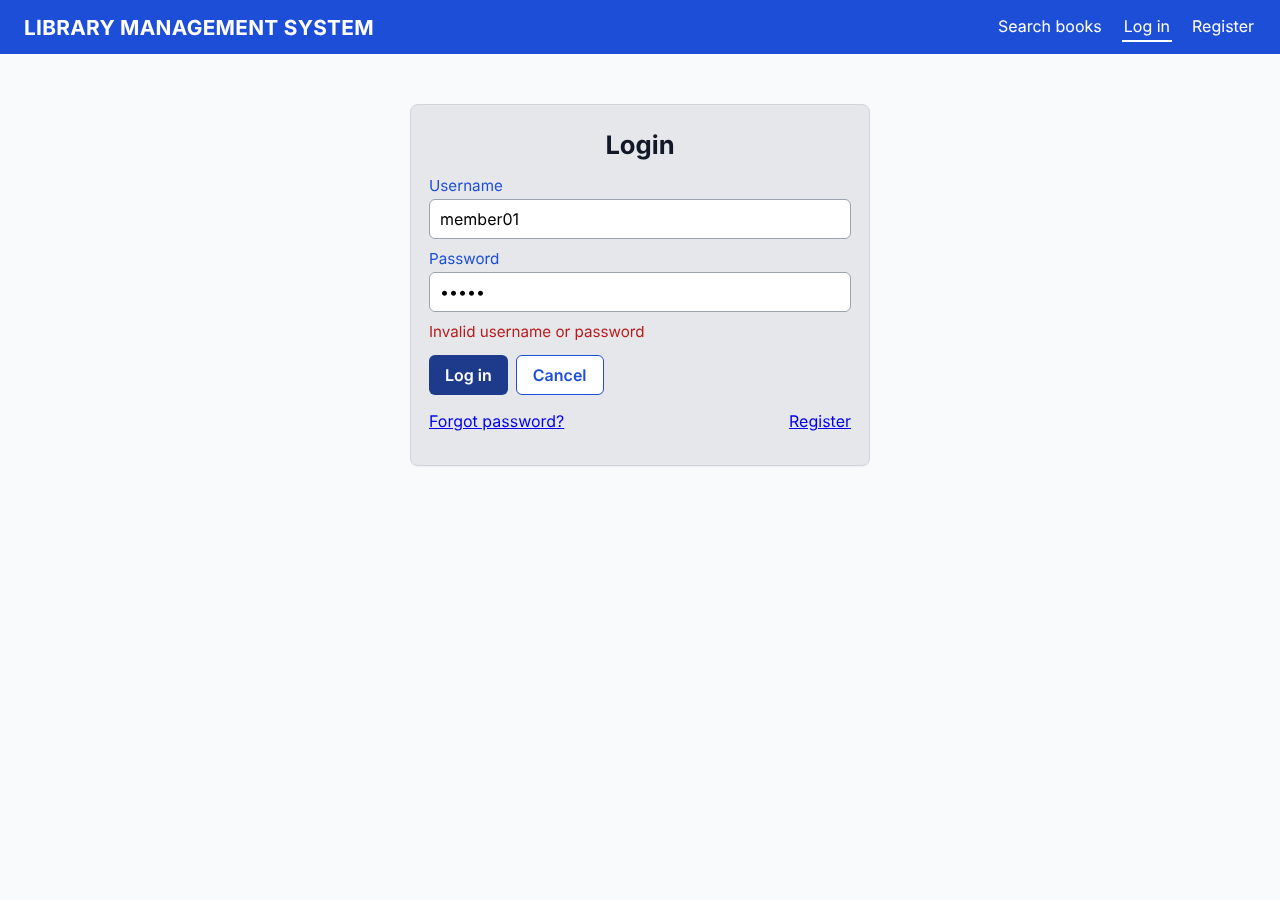 LIBRARY MANAGEMENT SYSTEM
Search books Log in Register
Login
Username
member01
Password
•••••
Invalid username or password
Log in Cancel
Forgot password? Register